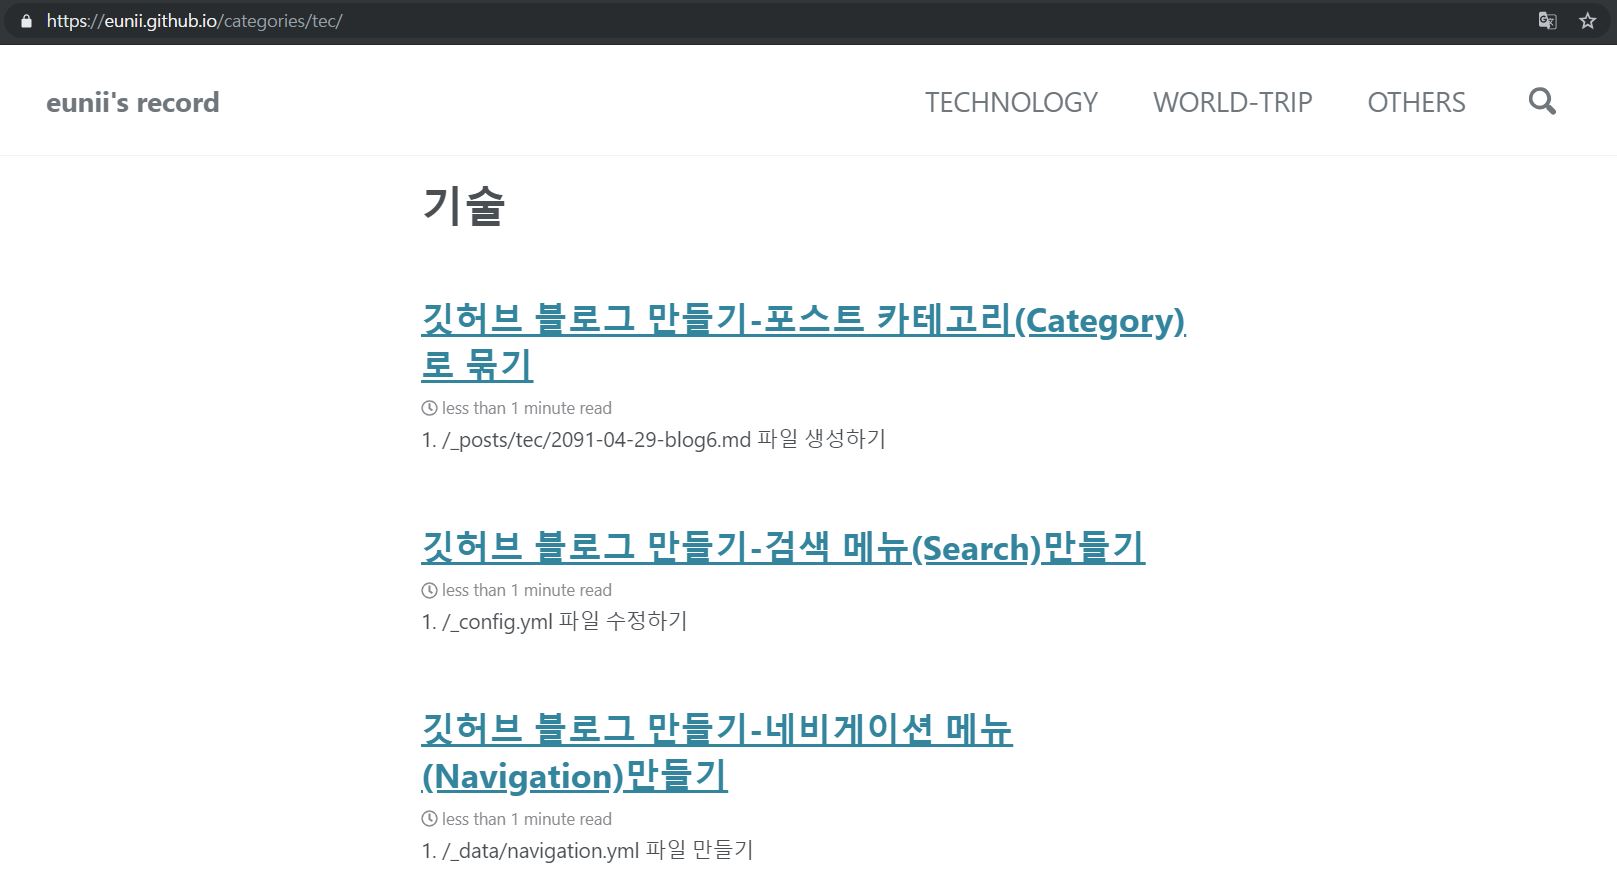 https://eunii.github.io/categories/tec/
eunii's record TECHNOLOGY WORLD-TRIP OTHERS
기술
깃허브 블로그 만들기-포스트 카테고리(Category)
로 묶기
less than 1 minute read
1. /_posts/tec/2091-04-29-blog6.md 파일 생성하기
깃허브 블로그 만들기-검색 메뉴(Search)만들기
less than 1 minute read
1. /_config.yml 파일 수정하기
깃허브 블로그 만들기-네비게이션 메뉴
(Navigation)만들기
less than 1 minute read
1. /_data/navigation.yml 파일 만들기